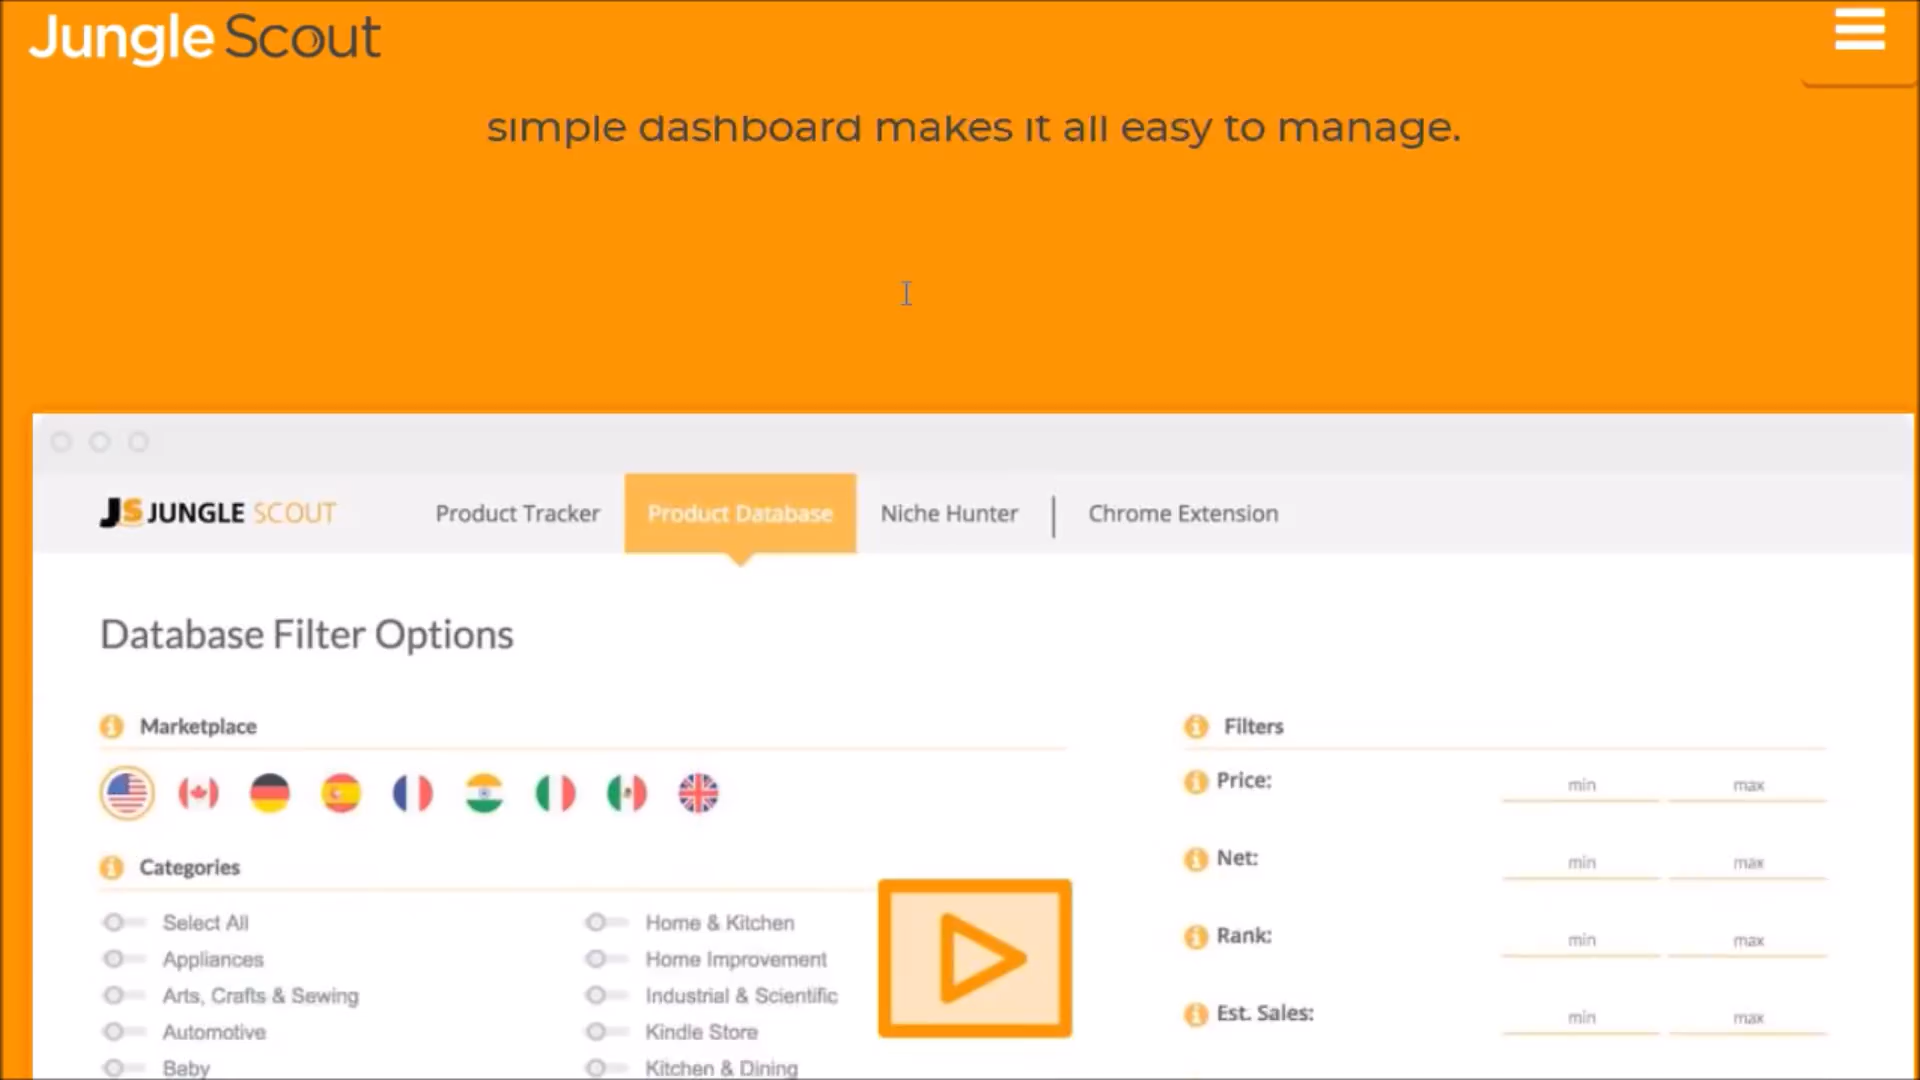 Jungle Scout
simple dashboard makes it all easy to manage.
JS JUNGLE SCOUT
Product Tracker
Product Database
Niche Hunter
Chrome Extension
Database Filter Options
Marketplace
Categories
Select All
Appliances
Arts, Crafts & Sewing
Automotive
Baby
Home & Kitchen
Home Improvement
Industrial & Scientific
Kindle Store
Kitchen & Dining
Filters
Price: min max
Net: min max
Rank: min max
Est. Sales: min max